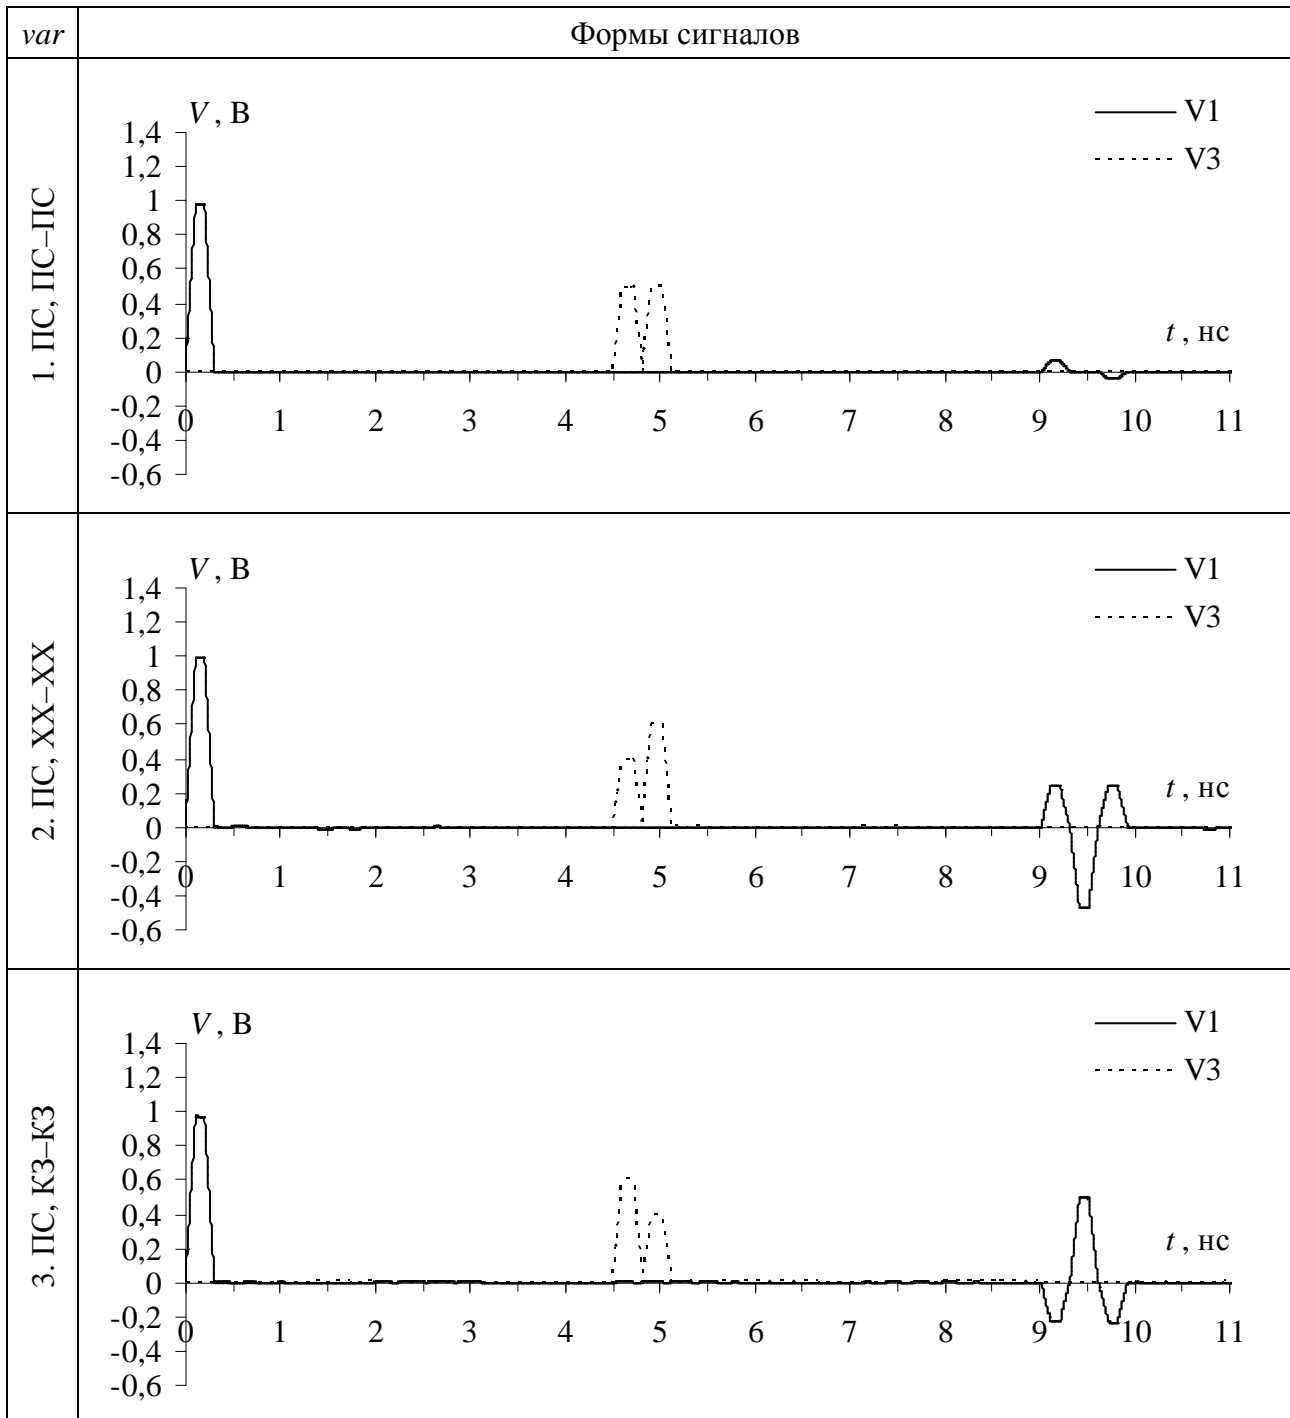 var Формы сигналов
1. ПС, ПС–ПС
V, В
V1
V3
1,4
1,2
1
0,8
0,6
0,4
0,2
0
-0,2
-0,4
-0,6
t, нс
0 1 2 3 4 5 6 7 8 9 10 11
2. ПС, ХХ–ХХ
V, В
V1
V3
1,4
1,2
1
0,8
0,6
0,4
0,2
0
-0,2
-0,4
-0,6
t, нс
0 1 2 3 4 5 6 7 8 9 10 11
3. ПС, КЗ–КЗ
V, В
V1
V3
1,4
1,2
1
0,8
0,6
0,4
0,2
0
-0,2
-0,4
-0,6
t, нс
0 1 2 3 4 5 6 7 8 9 10 11